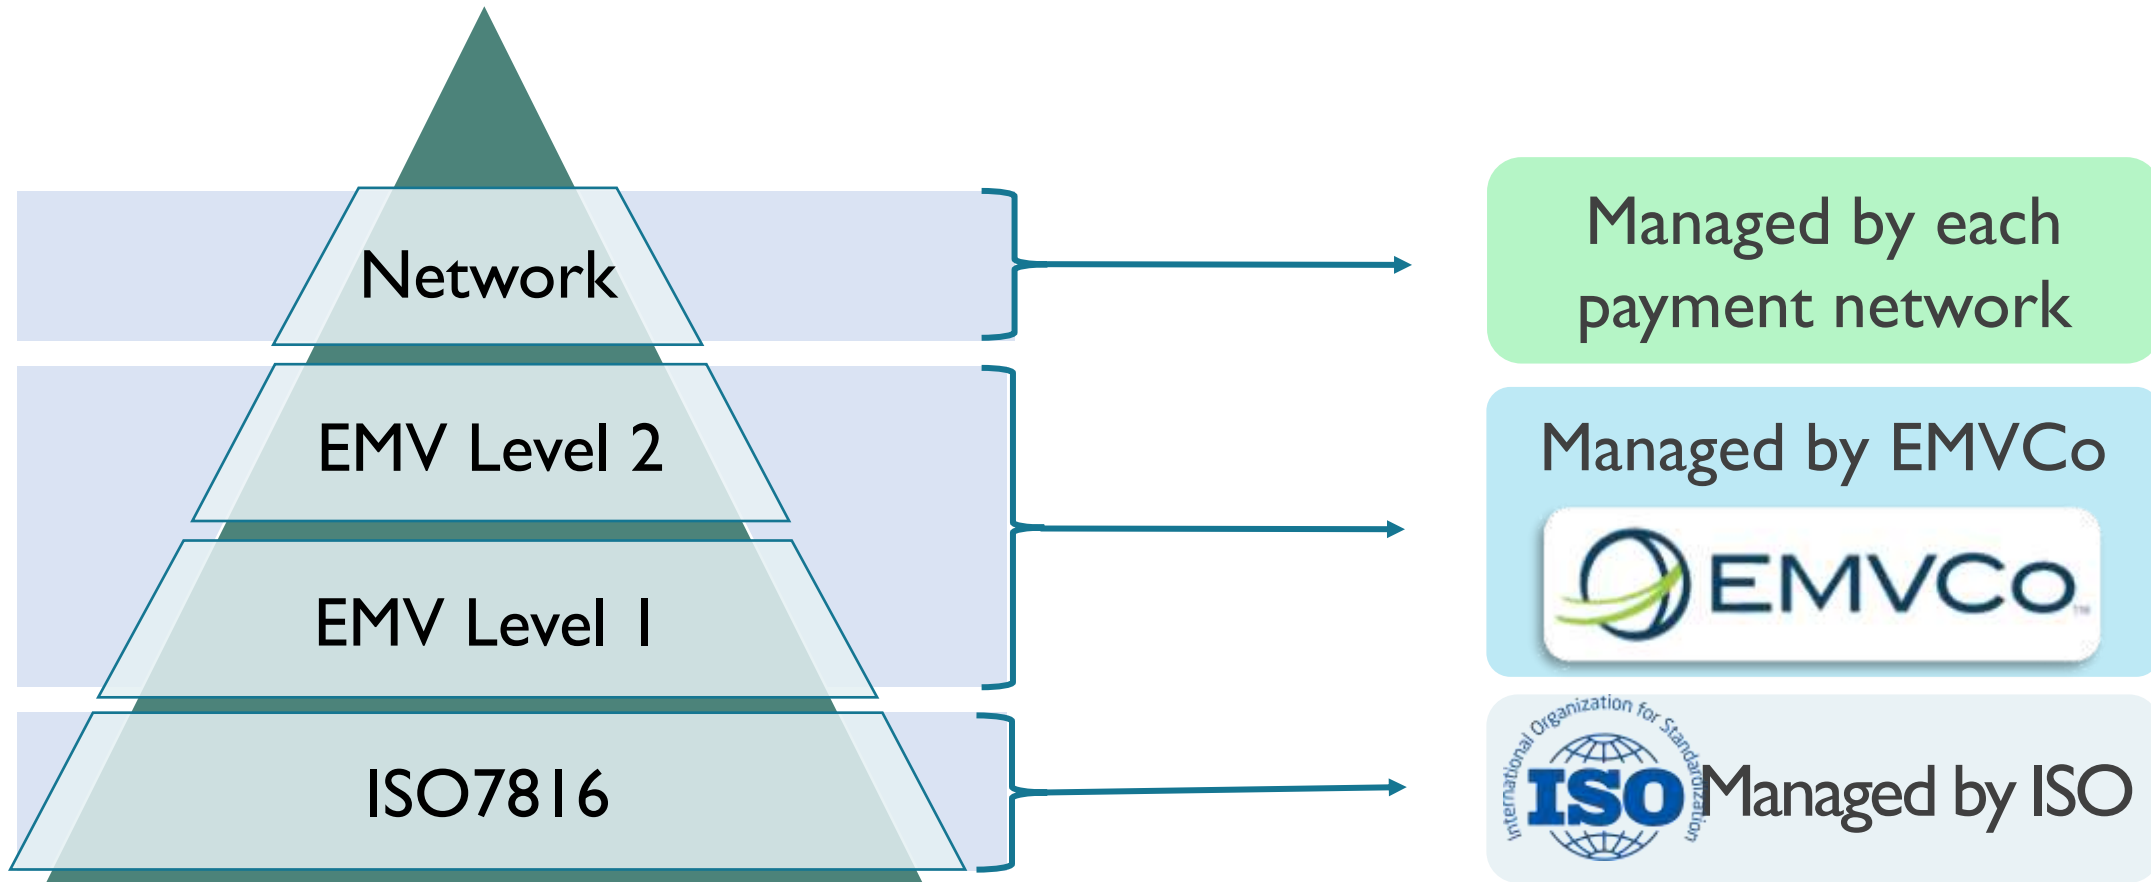 Network
Managed by each
payment network
EMV Level 2
EMV Level 1
Managed by EMVCo
EMVCo™
ISO7816
International Organization for Standardization
ISO
Managed by ISO